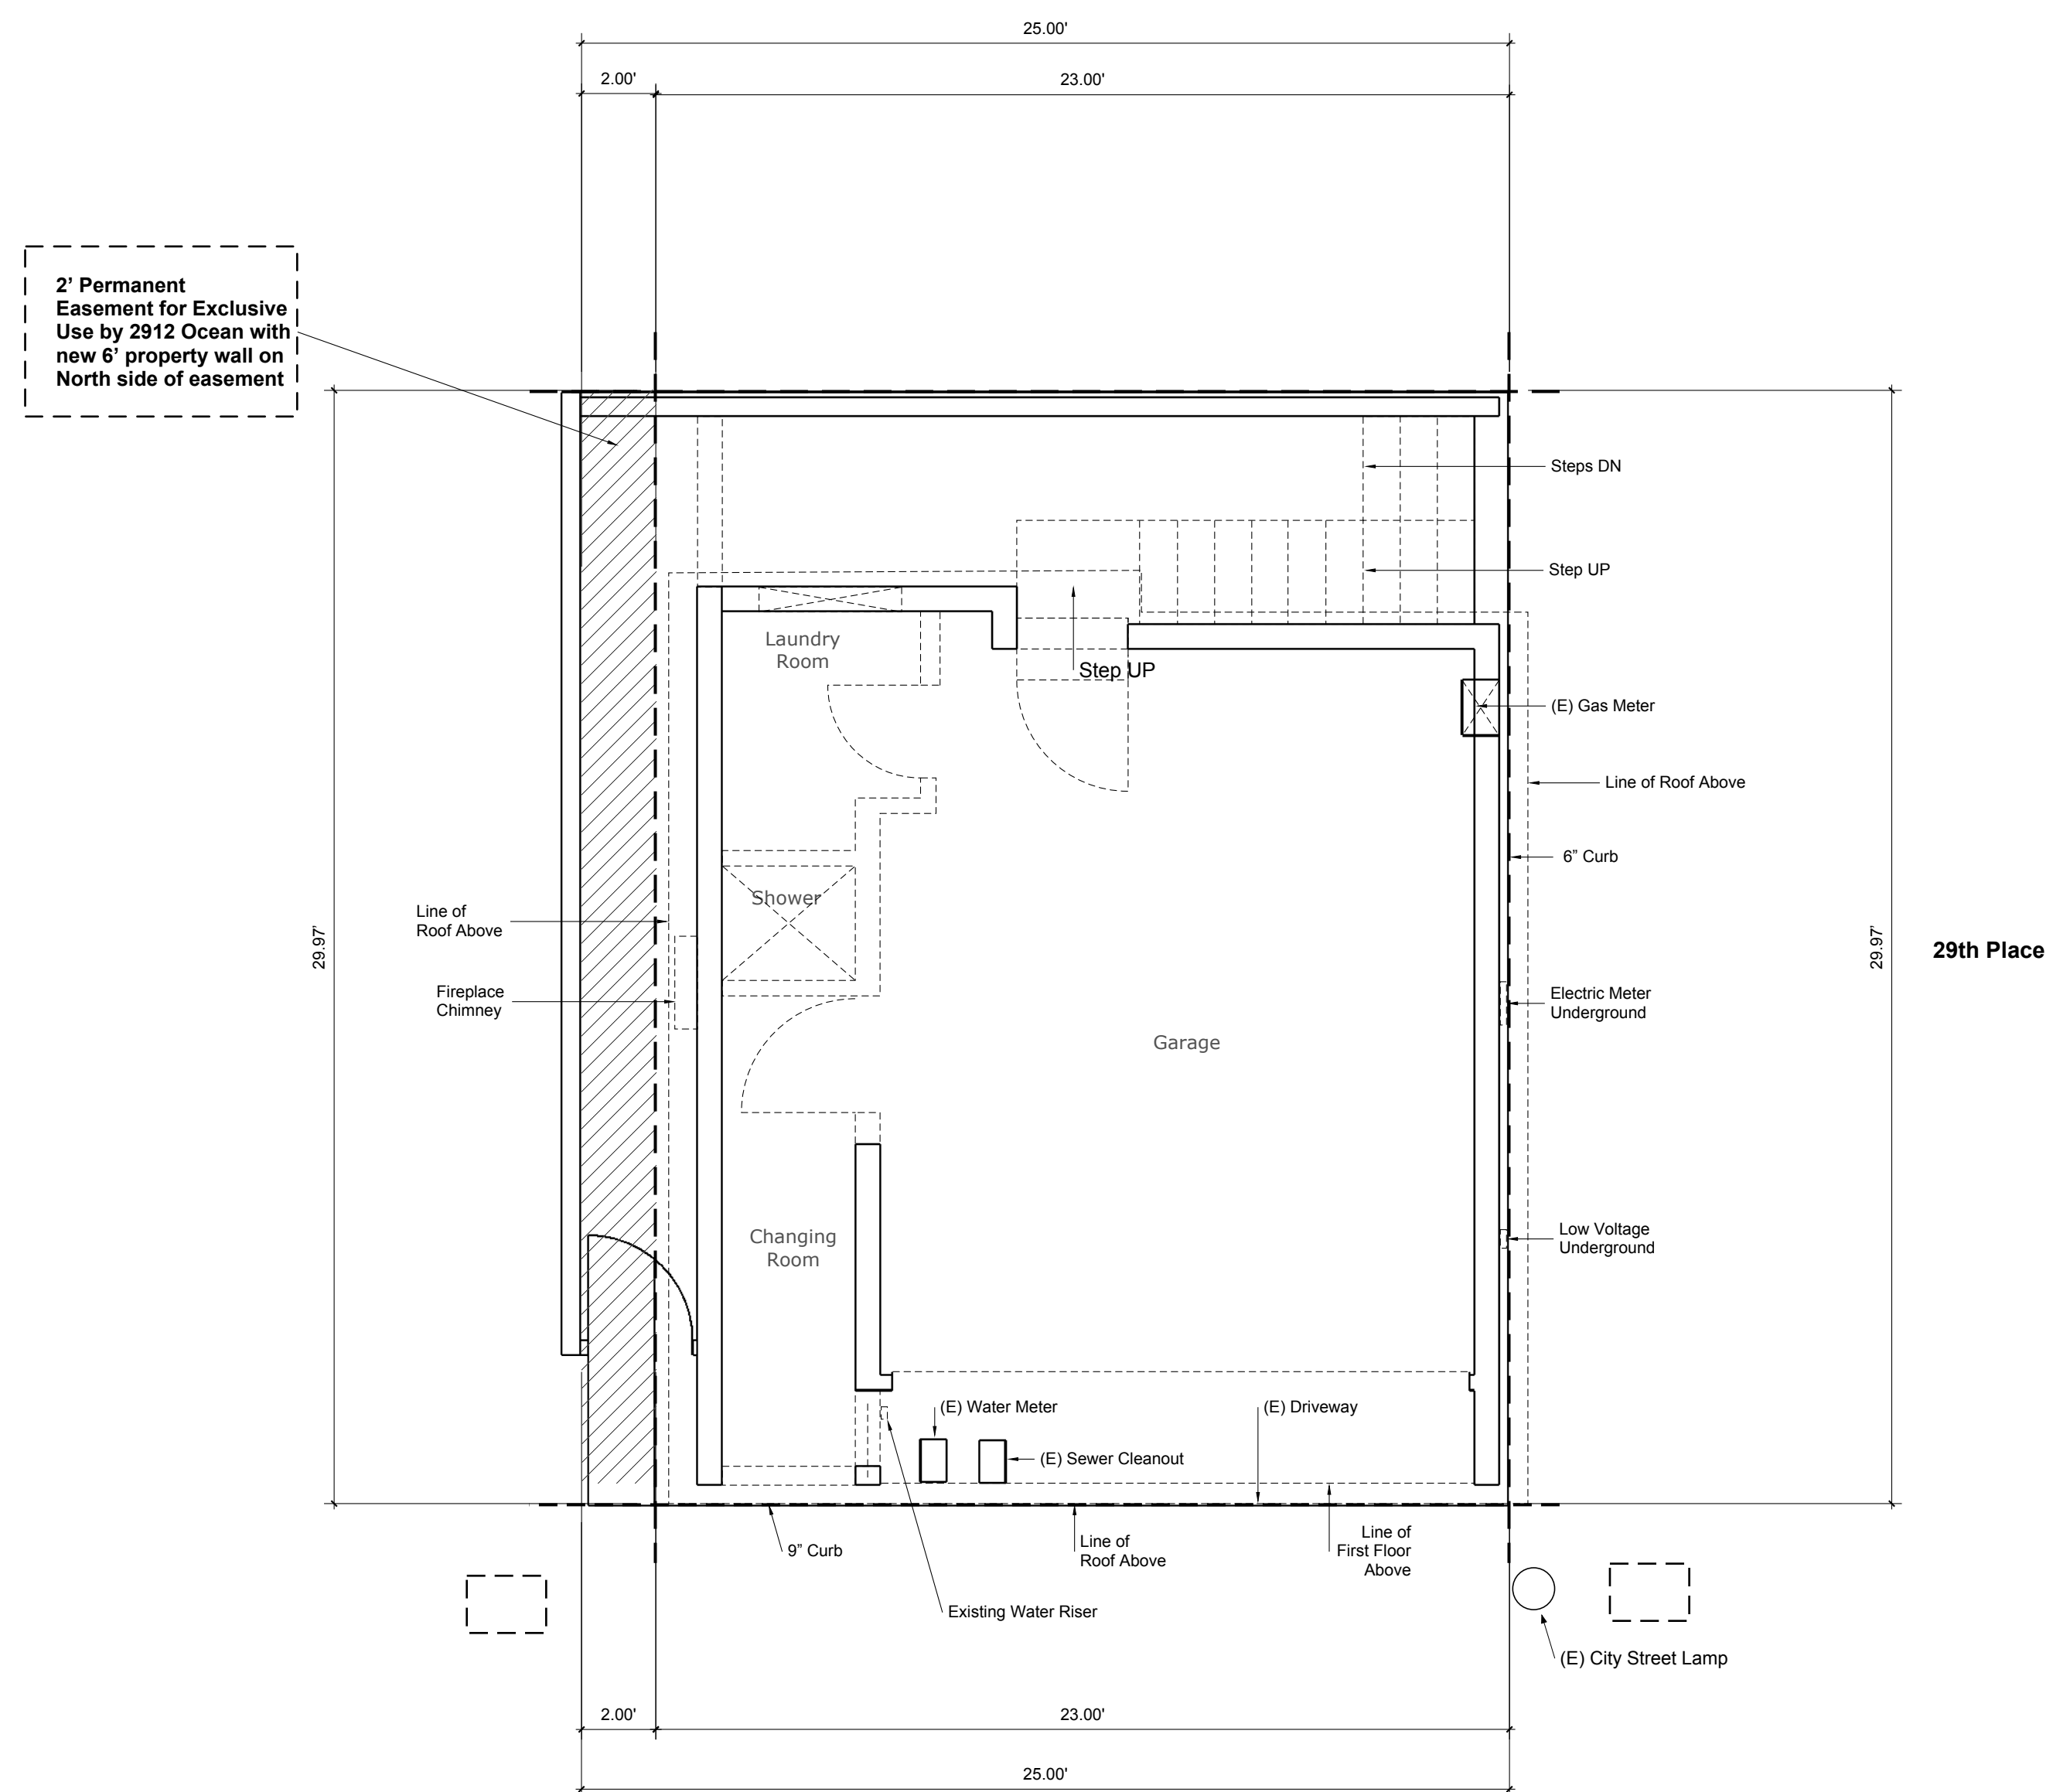 25.00'
2.00'
23.00'
2’ Permanent
Easement for Exclusive
Use by 2912 Ocean with
new 6’ property wall on
North side of easement
Steps DN
Step UP
Laundry
Room
Step UP
(E) Gas Meter
Line of Roof Above
6” Curb
Shower
Line of
Roof Above
29.97'
29.97'
29th Place
Fireplace
Chimney
Electric Meter
Underground
Garage
Changing
Room
Low Voltage
Underground
(E) Water Meter
(E) Driveway
(E) Sewer Cleanout
9” Curb
Line of
Roof Above
Line of
First Floor
Above
Existing Water Riser
(E) City Street Lamp
2.00'
23.00'
25.00'